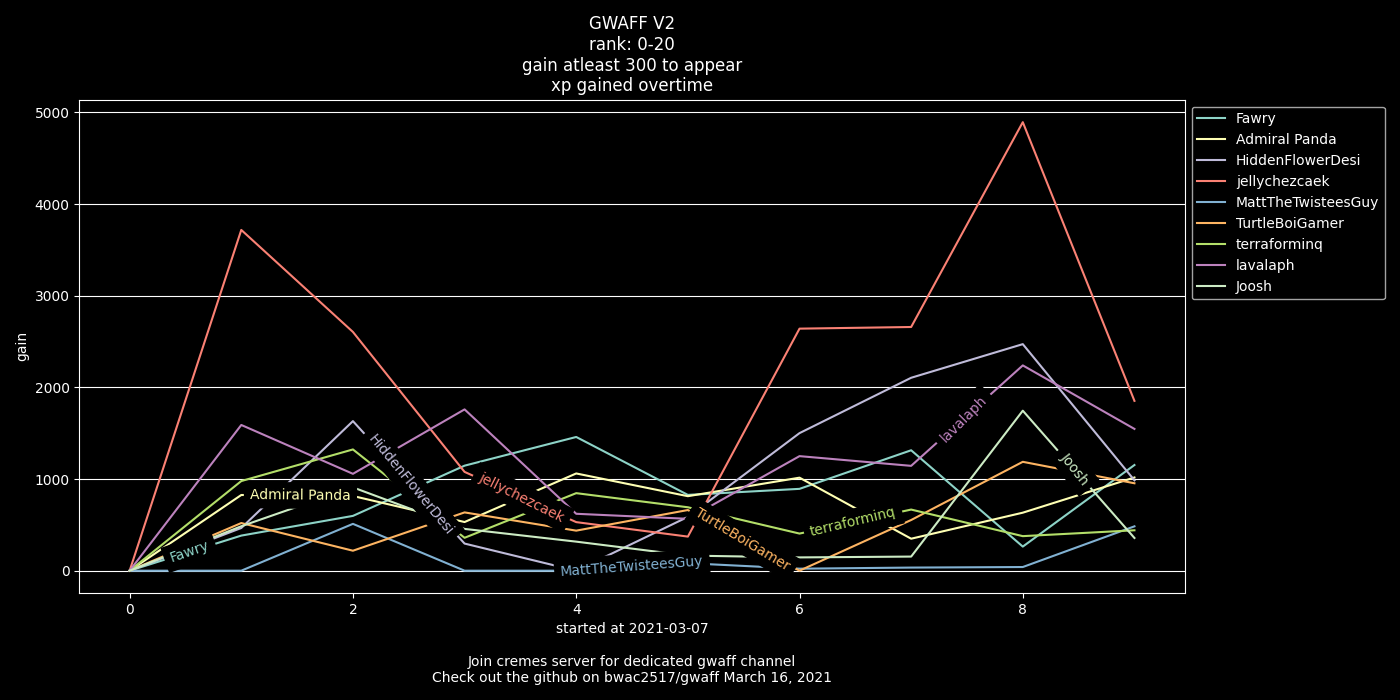 GWAFF V2
rank: 0-20
gain atleast 300 to appear
xp gained overtime
5000
4000
3000
2000
1000
0
gain
Fawry
Admiral Panda
HiddenFlowerDesi
jellychezcaek
MattTheTwisteesGuy
TurtleBoiGamer
terraforminq
lavalaph
Joosh
Fawry
Admiral Panda
HiddenFlowerDesi
jellychezcaek
MattTheTwisteesGuy
TurtleBoiGamer
terraforminq
lavalaph
Joosh
0 2 4 6 8
started at 2021-03-07
Join cremes server for dedicated gwaff channel
Check out the github on bwac2517/gwaff March 16, 2021